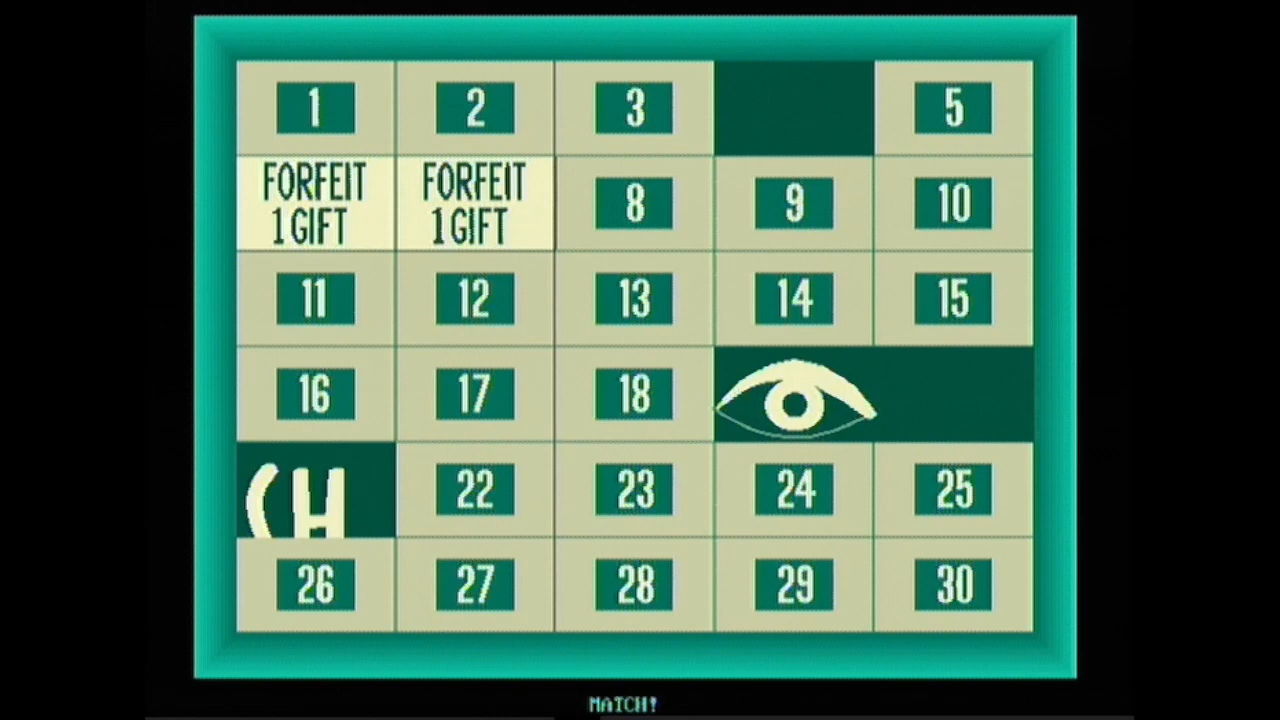 1 2 3 5
FORFEIT FORFEIT
1 GIFT 1 GIFT 8 9 10
11 12 13 14 15
16 17 18
CH 22 23 24 25
26 27 28 29 30
MATCH!